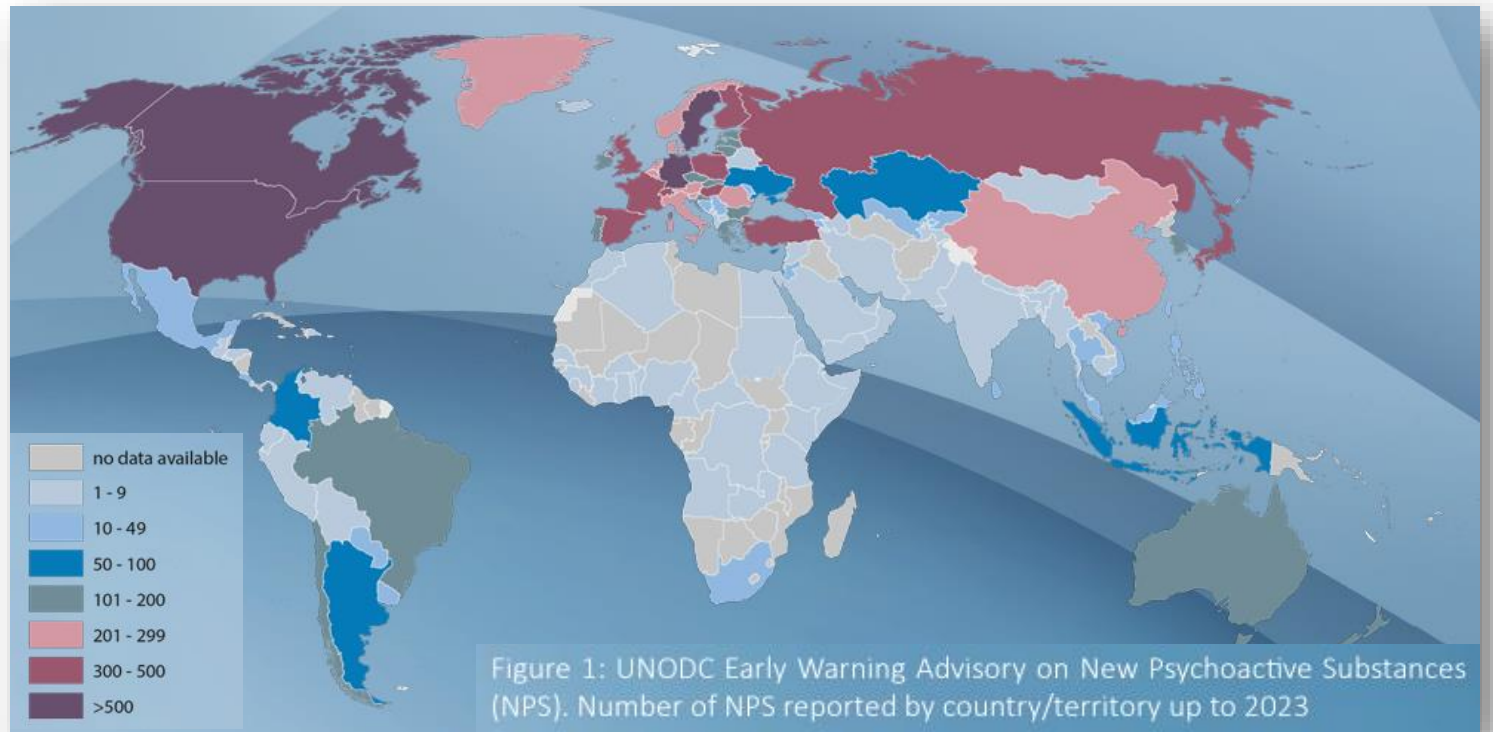 no data available
1 - 9
10 - 49
50 - 100
101 - 200
201 - 299
300 - 500
>500
Figure 1: UNODC Early Warning Advisory on New Psychoactive Substances
(NPS). Number of NPS reported by country/territory up to 2023